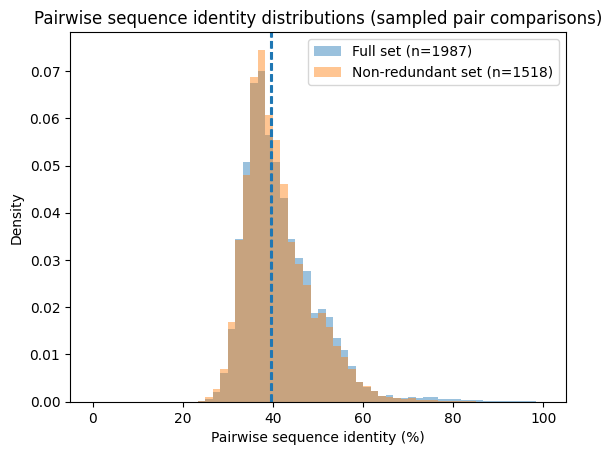 Pairwise sequence identity distributions (sampled pair comparisons)
Full set (n=1987)
Non-redundant set (n=1518)
Density
0.07
0.06
0.05
0.04
0.03
0.02
0.01
0.00
0 20 40 60 80 100
Pairwise sequence identity (%)